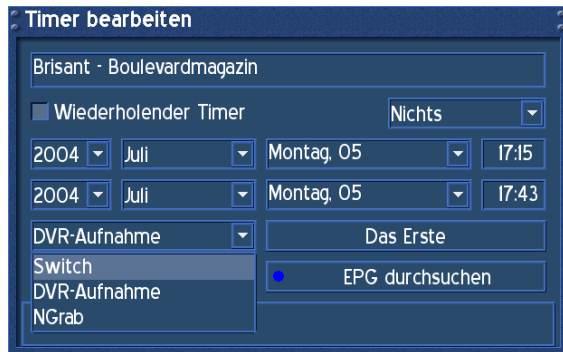 Timer bearbeiten
Brisant - Boulevardmagazin
Wiederholender Timer Nichts
2004 Juli Montag, 05 17:15
2004 Juli Montag, 05 17:43
DVR-Aufnahme Das Erste
Switch
EPG durchsuchen
DVR-Aufnahme
NGrab